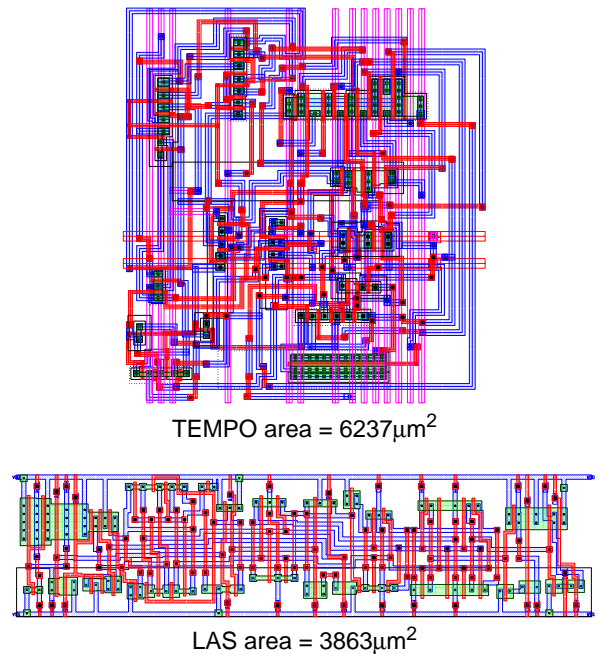 TEMPO area = 6237μm²
LAS area = 3863μm²